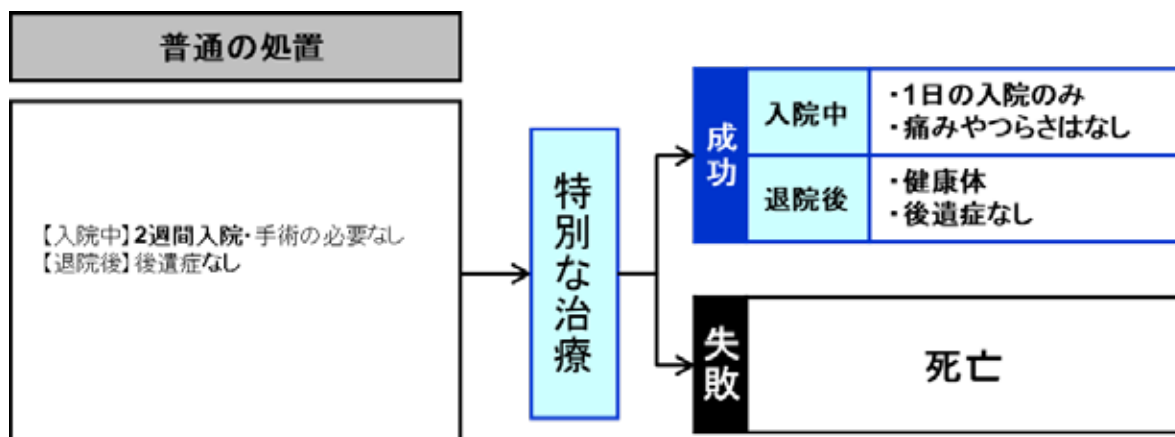 普通の処置
【入院中】2週間入院・手術の必要なし
【退院後】後遺症なし
特別な治療
成功
入院中
・1日の入院のみ
・痛みやつらさはなし
退院後
・健康体
・後遺症なし
失敗
死亡